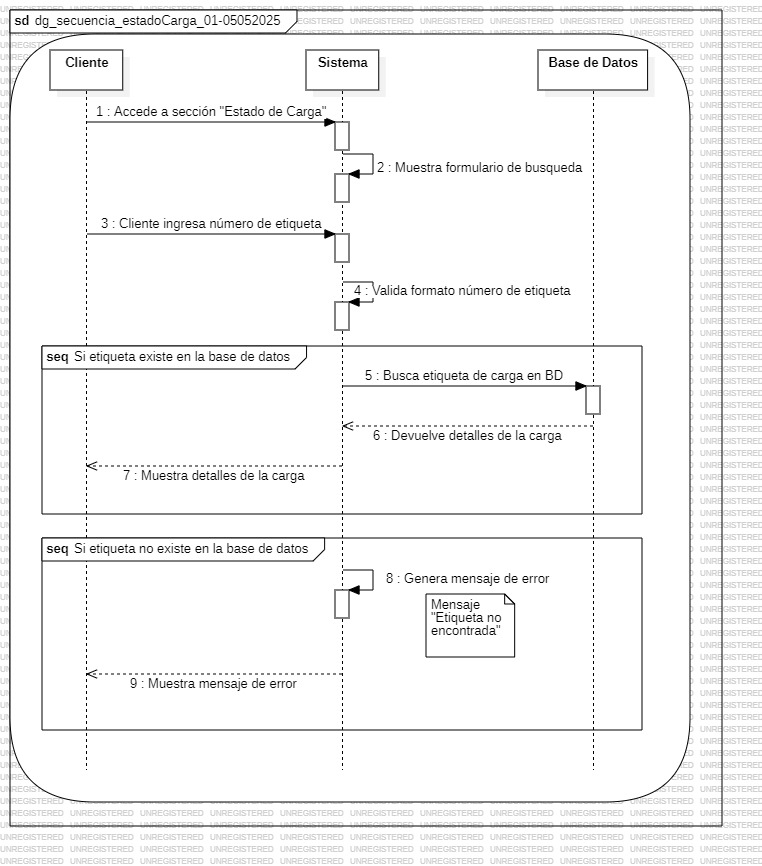 sd dg_secuencia_estadoCarga_01-05052025
Cliente
Sistema
Base de Datos
1 : Accede a sección "Estado de Carga"
2 : Muestra formulario de busqueda
3 : Cliente ingresa número de etiqueta
4 : Valida formato número de etiqueta
seq Si etiqueta existe en la base de datos
5 : Busca etiqueta de carga en BD
6 : Devuelve detalles de la carga
7 : Muestra detalles de la carga
seq Si etiqueta no existe en la base de datos
8 : Genera mensaje de error
Mensaje
"Etiqueta no
encontrada"
9 : Muestra mensaje de error
UNREGISTERED